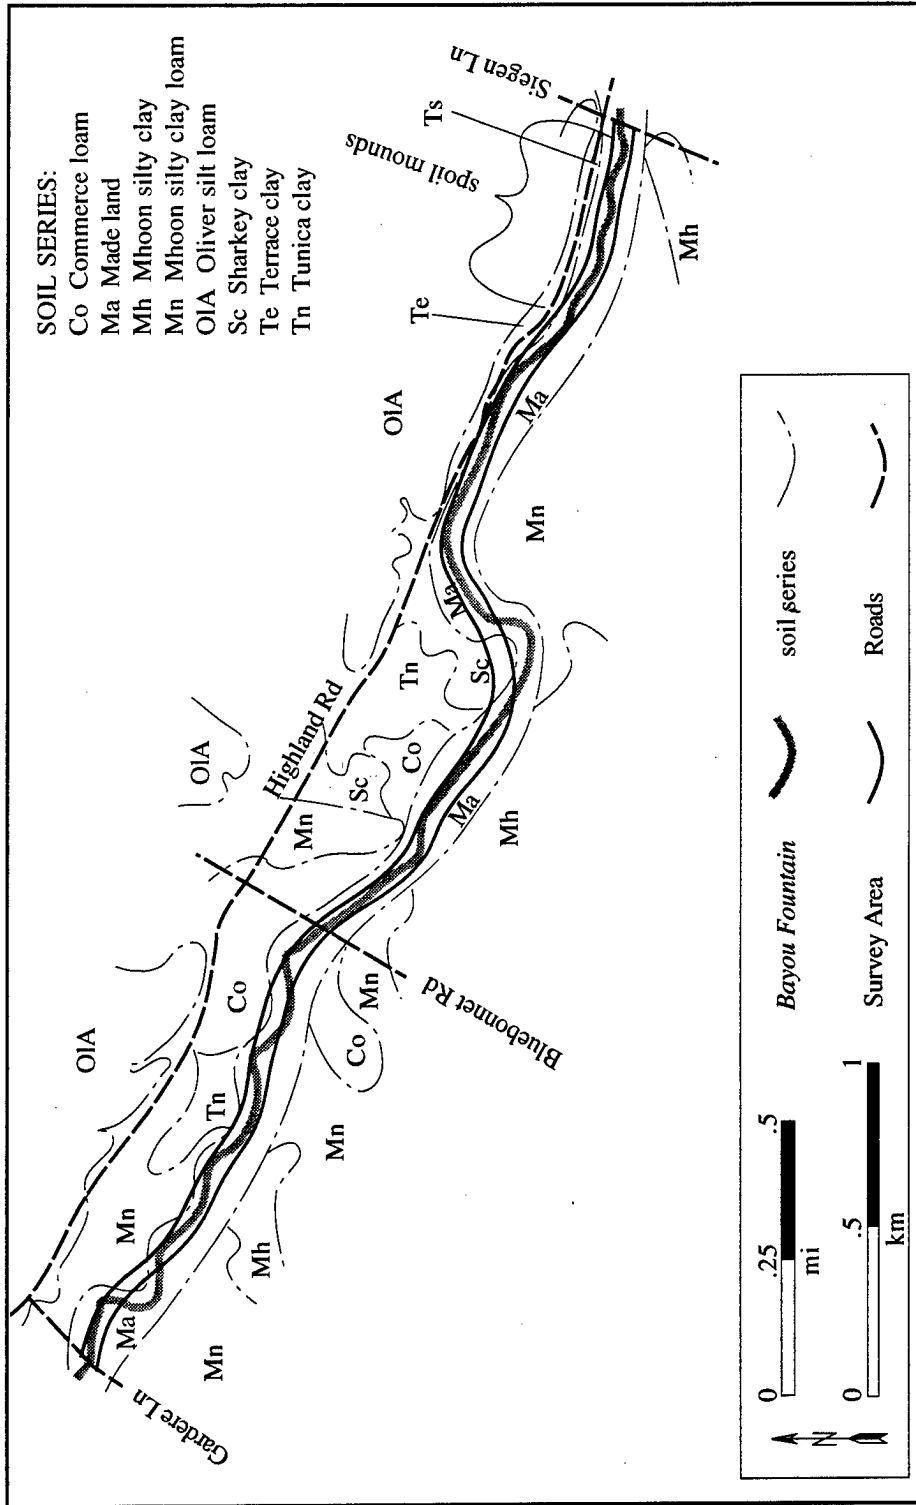 SOIL SERIES:
Co Commerce loam
Ma Made land
Mh Mhoon silty clay
Mn Mhoon silty clay loam
OlA Oliver silt loam
Sc Sharkey clay
Te Terrace clay
Tn Tunica clay
Siegen Ln
Ts
spoil mounds
Te
Mh
OlA
Ma
Mn
Ma
Tn
Sc
Highland Rd
OlA
Co
Sc
Mn
Ma
Mh
OlA
Co
Tn
Mn
Co
Bluebonnet Rd
Mn
Mn
Mh
Ma
Mn
Gardere Ln
N
0 .25 .5
mi
0 .5 1
km
Bayou Fountain
soil series
Survey Area
Roads